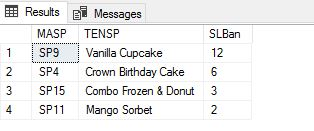 Results Messages
MASP TENSP SLBan
1 SP9 Vanilla Cupcake 12
2 SP4 Crown Birthday Cake 6
3 SP15 Combo Frozen & Donut 3
4 SP11 Mango Sorbet 2